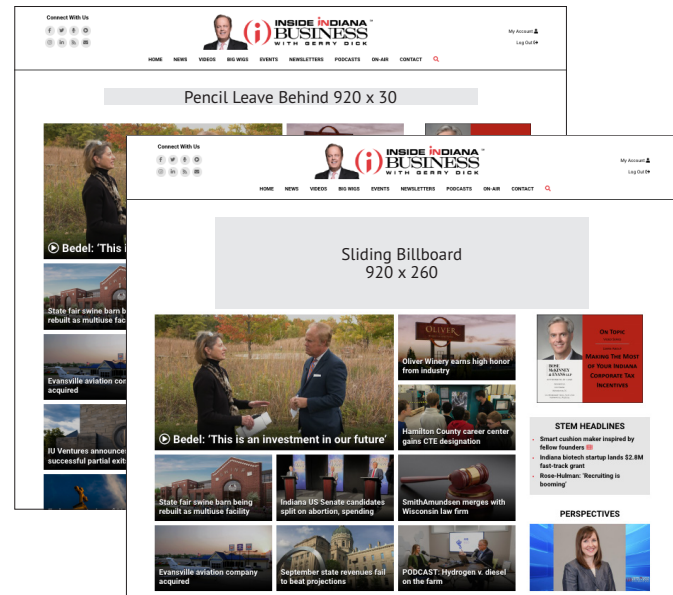 Connect With Us
INSIDE INDIANA
BUSINESS
WITH GERRY DICK
My Account
Log Out
HOME NEWS VIDEOS BIG WIGS EVENTS NEWSLETTERS PODCASTS ON-AIR CONTACT
Pencil Leave Behind 920 x 30
Bedel: ‘This i
State fair swine barn b
rebuilt as multiuse fac
Evansville aviation com
acquired
IU Ventures announces
successful partial exit
Connect With Us
INSIDE INDIANA
BUSINESS
WITH GERRY DICK
My Account
Log Out
HOME NEWS VIDEOS BIG WIGS EVENTS NEWSLETTERS PODCASTS ON-AIR CONTACT
Sliding Billboard
920 x 260
Bedel: ‘This is an investment in our future’
OLIVER
Oliver Winery earns high honor
from industry
Hamilton County career center
gains CTE designation
State fair swine barn being
rebuilt as multiuse facility
Indiana US Senate candidates
split on abortion, spending
SmithAmundsen merges with
Wisconsin law firm
Evansville aviation company
acquired
September state revenues fail
to beat projections
PODCAST: Hydrogen v. diesel
on the farm
BOSE
MCKINNEY
& EVANS LLP
ON TOPIC
MAKING THE MOST
OF YOUR INDIANA
CORPORATE TAX
INCENTIVES
STEM HEADLINES
Smart cushion maker inspired by
fellow founders
Indiana biotech startup lands $2.8M
fast-track grant
Rose-Hulman: ‘Recruiting is
booming’
PERSPECTIVES